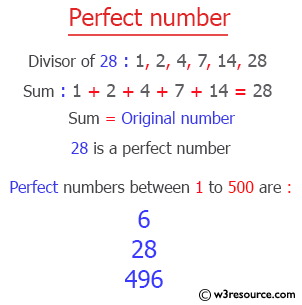 Perfect number
Divisor of 28 : 1, 2, 4, 7, 14, 28
Sum : 1 + 2 + 4 + 7 + 14 = 28
Sum = Original number
28 is a perfect number
Perfect numbers between 1 to 500 are :
6
28
496
© w3resource.com